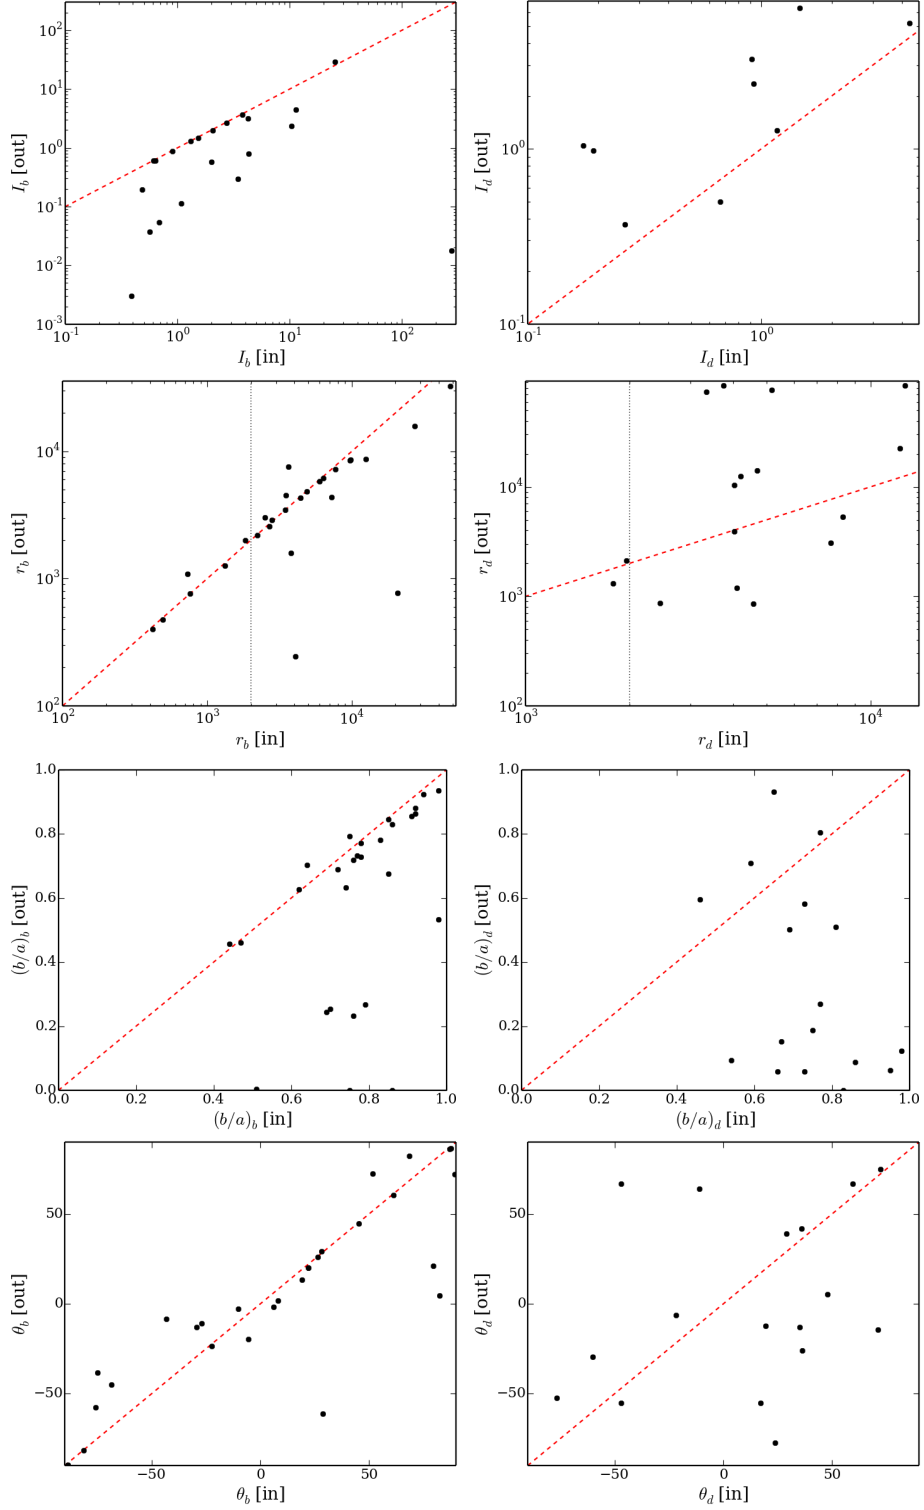 10² 10¹ 10⁰ 10⁻¹ 10⁻² 10⁻³
I_b [out]
10⁻¹ 10⁰ 10¹ 10²
I_b [in]
10⁰ 10⁻¹
I_d [out]
10⁻¹ 10⁰
I_d [in]
10⁴ 10³ 10²
r_b [out]
10² 10³ 10⁴
r_b [in]
10⁴ 10³ 10²
r_d [out]
10³ 10⁴
r_d [in]
1.0 0.8 0.6 0.4 0.2 0.0
(b/a)_b [out]
0.0 0.2 0.4 0.6 0.8 1.0
(b/a)_b [in]
1.0 0.8 0.6 0.4 0.2 0.0
(b/a)_d [out]
0.0 0.2 0.4 0.6 0.8 1.0
(b/a)_d [in]
50 0 −50
θ_b [out]
−50 0 50
θ_b [in]
50 0 −50
θ_d [out]
−50 0 50
θ_d [in]